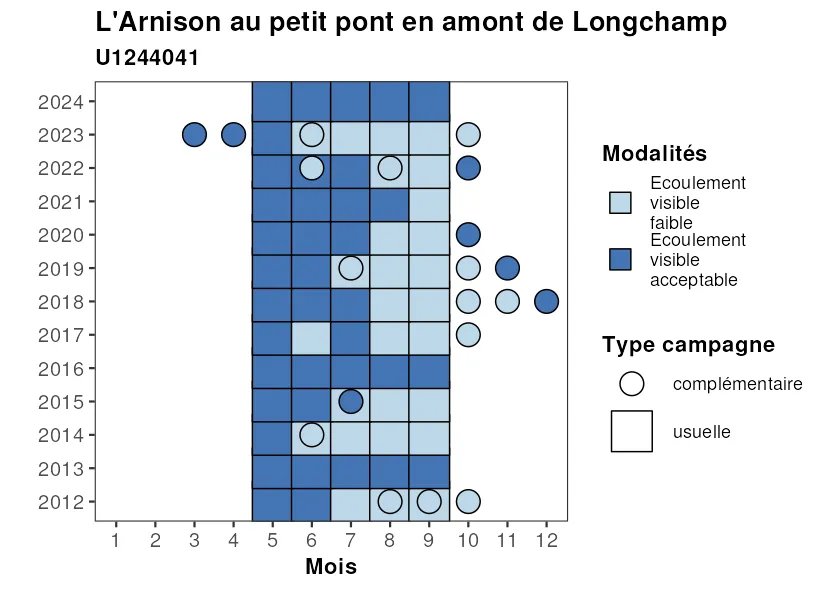 L'Arnison au petit pont en amont de Longchamp
U1244041
2024
2023
2022
2021
2020
2019
2018
2017
2016
2015
2014
2013
2012
1 2 3 4 5 6 7 8 9 10 11 12
Mois
Modalités
Ecoulement
visible
faible
Ecoulement
visible
acceptable
Type campagne
complémentaire
usuelle